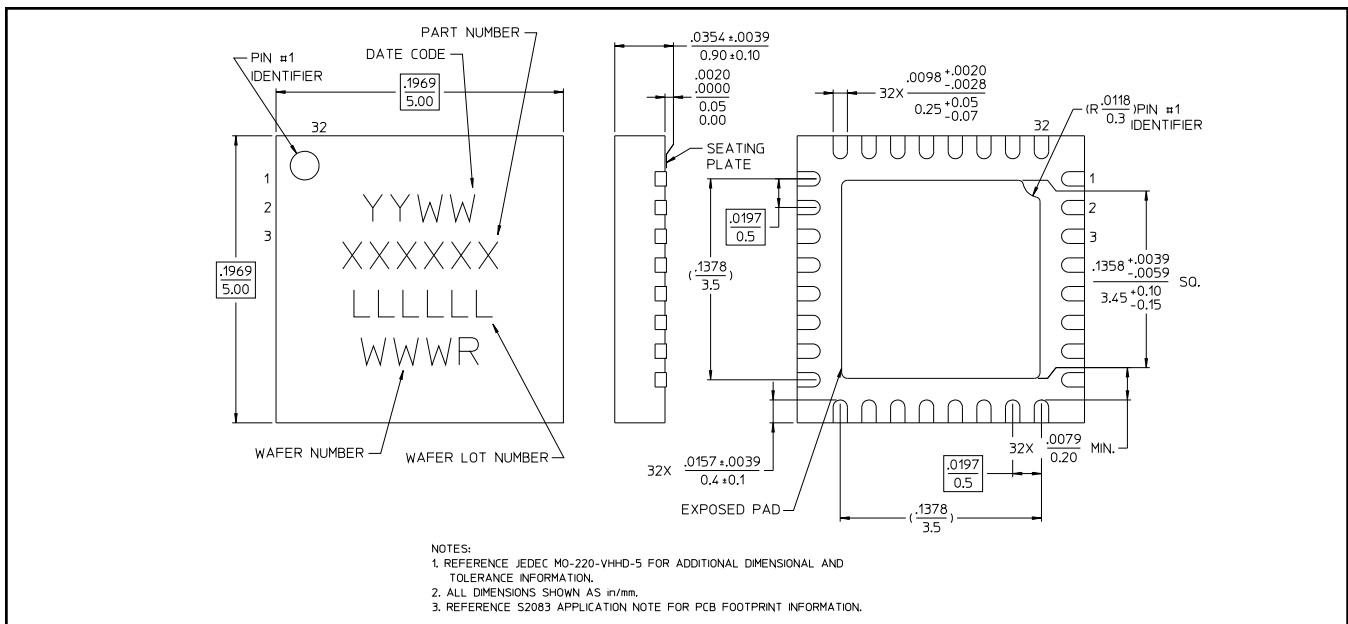 PART NUMBER
DATE CODE
PIN #1
IDENTIFIER
.1969
5.00
32
1
2
3
.1969
5.00
YYWW
XXXXXX
LLLLLL
WWWR
WAFER NUMBER
WAFER LOT NUMBER
.0354 ±.0039
0.90 ±0.10
.0020
.0000
0.05
0.00
SEATING
PLATE
32X .0098 +.0020
-.0028
0.25 +0.05
-0.07
32
(R .0118
0.3 ) PIN #1
IDENTIFIER
.0197
0.5
( .1378
3.5 )
1
2
3
.1358 +.0039
-.0059
3.45 +0.10
-0.15 SQ.
32X .0157 ±.0039
0.4 ±0.1
32X .0079
0.20 MIN.
.0197
0.5
EXPOSED PAD
( .1378
3.5 )
NOTES:
1. REFERENCE JEDEC MO-220-VHHD-5 FOR ADDITIONAL DIMENSIONAL AND
TOLERANCE INFORMATION.
2. ALL DIMENSIONS SHOWN AS in/mm.
3. REFERENCE S2083 APPLICATION NOTE FOR PCB FOOTPRINT INFORMATION.